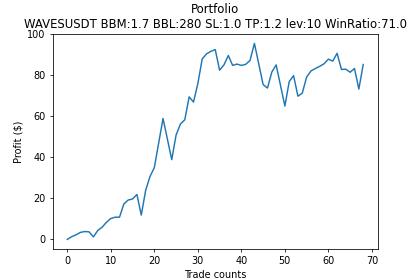 Portfolio
WAVESUSDT BBM:1.7 BBL:280 SL:1.0 TP:1.2 lev:10 WinRatio:71.0
100
80
60
40
20
0
Profit ($)
0 10 20 30 40 50 60 70
Trade counts